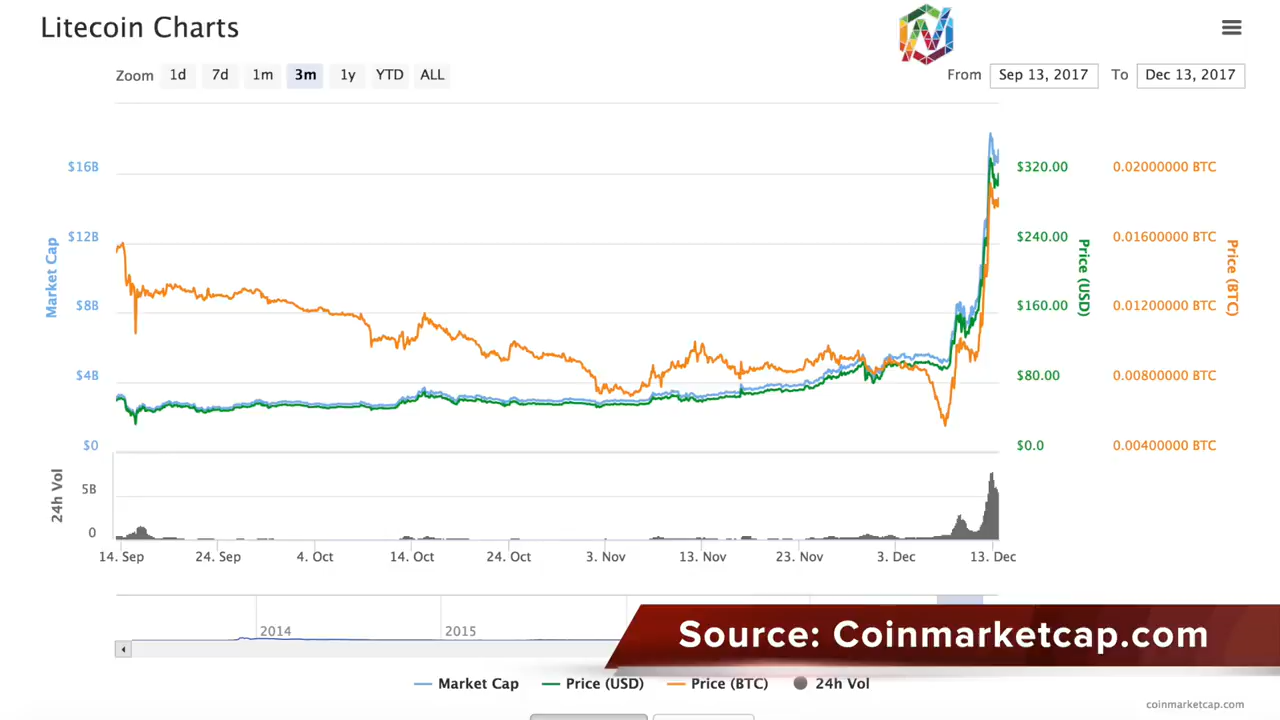 Litecoin Charts
Zoom 1d 7d 1m 3m 1y YTD ALL
From Sep 13, 2017 To Dec 13, 2017
$16B $320.00 0.02000000 BTC
$12B $240.00 0.01600000 BTC
$8B $160.00 0.01200000 BTC
$4B $80.00 0.00800000 BTC
$0 $0.0 0.00400000 BTC
Market Cap
Price (USD)
Price (BTC)
24h Vol
5B
0
14. Sep 24. Sep 4. Oct 14. Oct 24. Oct 3. Nov 13. Nov 23. Nov 3. Dec 13. Dec
2014 2015
Source: Coinmarketcap.com
Market Cap Price (USD) Price (BTC) 24h Vol
coinmarketcap.com